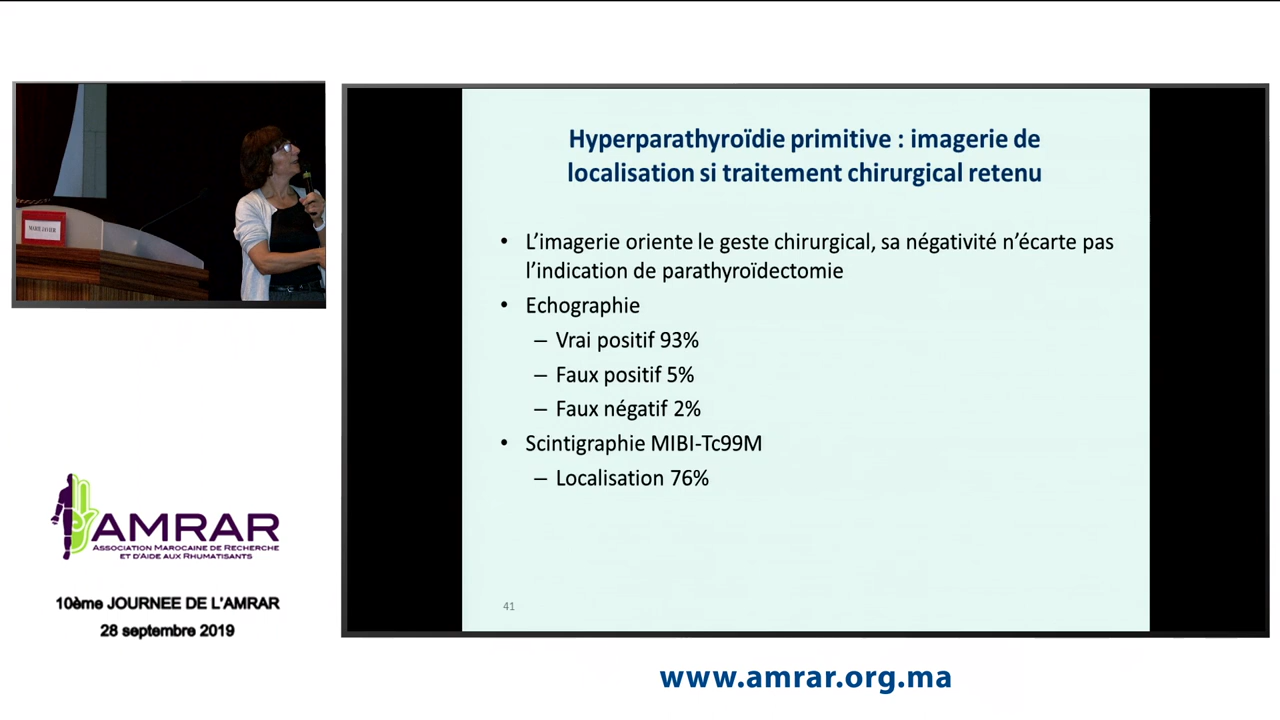 Hyperparathyroïdie primitive : imagerie de
localisation si traitement chirurgical retenu
• L'imagerie oriente le geste chirurgical, sa négativité n'écarte pas
l'indication de parathyroïdectomie
• Echographie
– Vrai positif 93%
– Faux positif 5%
– Faux négatif 2%
• Scintigraphie MIBI-Tc99M
– Localisation 76%
41
AMRAR
ASSOCIATION MAROCAINE DE RECHERCHE
ET D'AIDE AUX RHUMATISANTS
10ème JOURNEE DE L'AMRAR
28 septembre 2019
www.amrar.org.ma